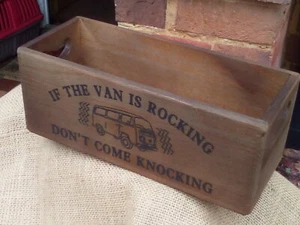 IF THE VAN IS ROCKING
DON'T COME KNOCKING